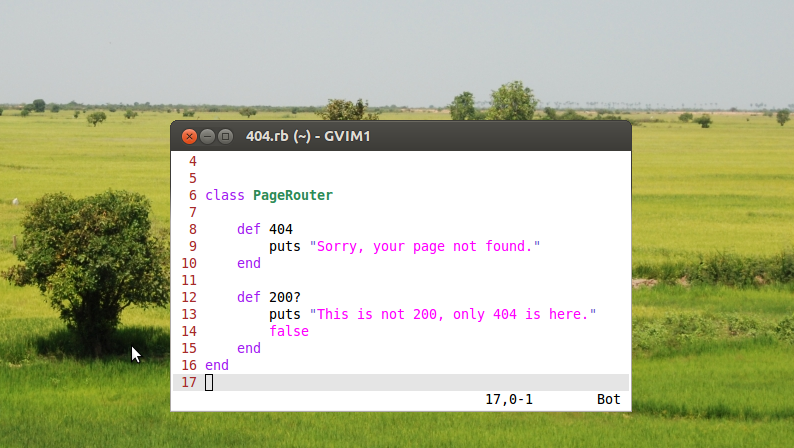 404.rb (~) - GVIM1
4
5
6 class PageRouter
7
8     def 404
9         puts "Sorry, your page not found."
10     end
11
12     def 200?
13         puts "This is not 200, only 404 is here."
14         false
15     end
16 end
17
17,0-1 Bot